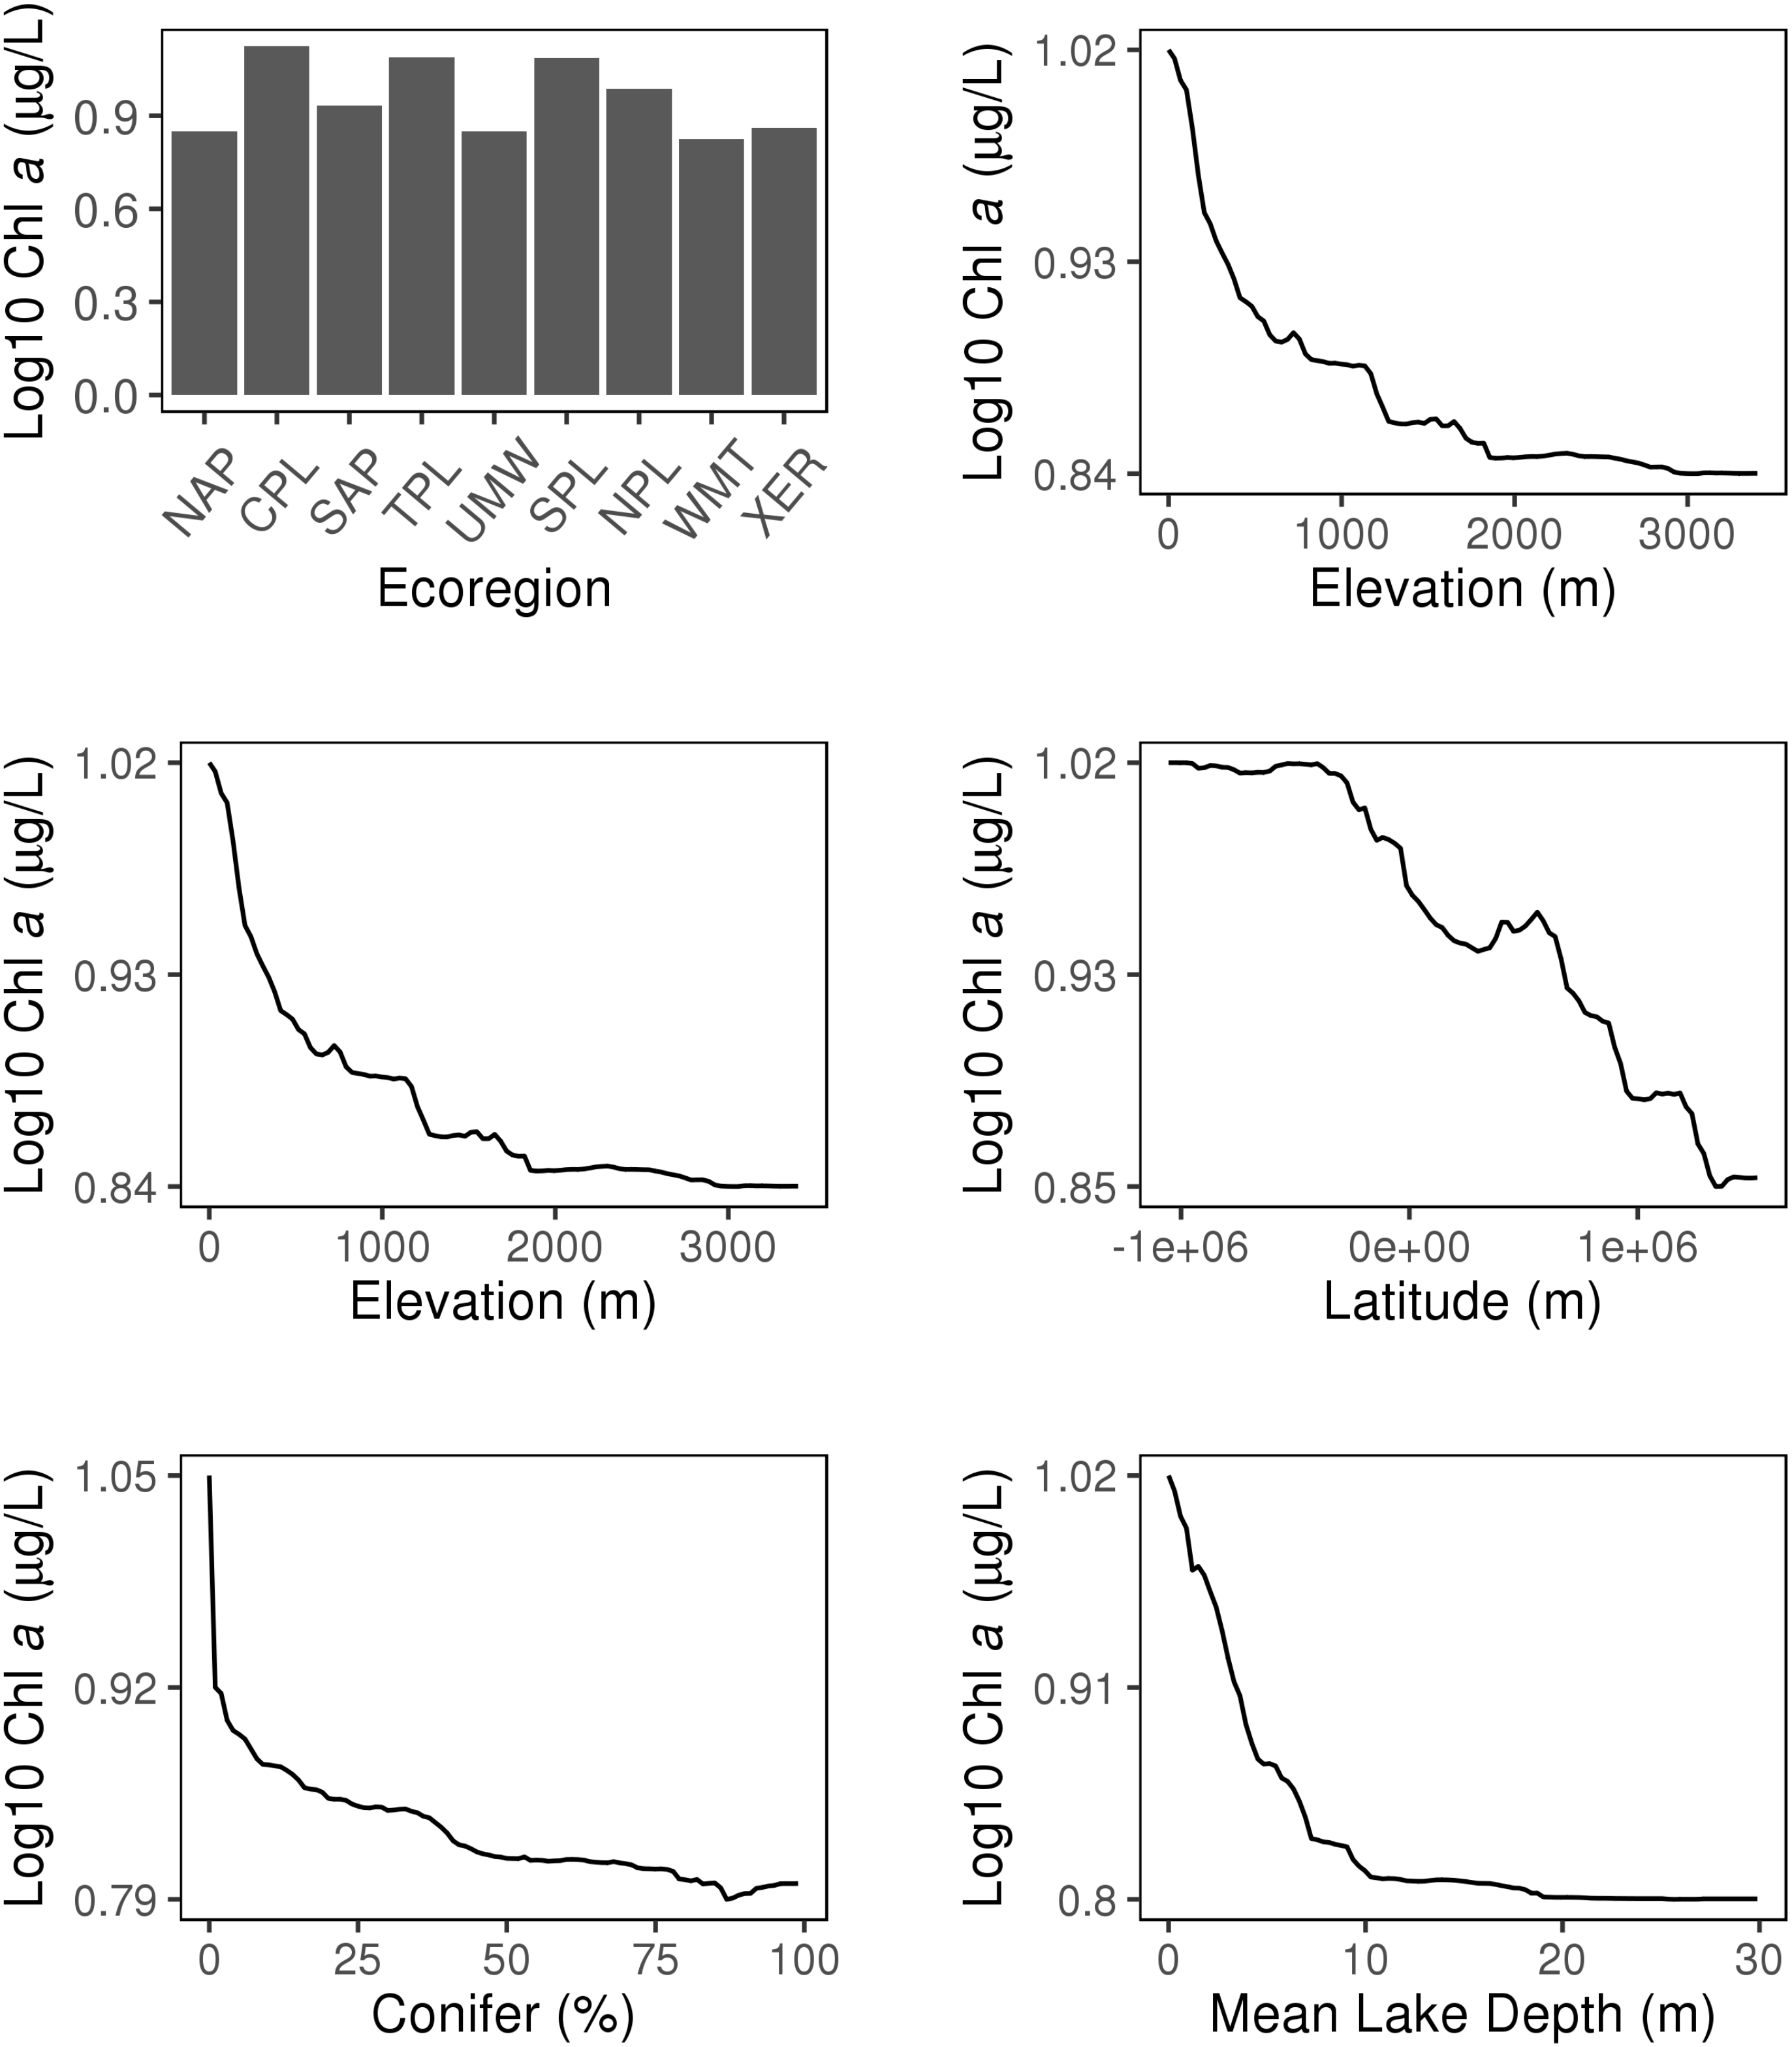 Log10 Chl a (µg/L)
0.9
0.6
0.3
0.0
NAP CPL SAP TPL UMW SPL NPL WMT XER
Ecoregion
Log10 Chl a (µg/L)
1.02
0.93
0.84
0 1000 2000 3000
Elevation (m)
Log10 Chl a (µg/L)
1.02
0.93
0.84
0 1000 2000 3000
Elevation (m)
Log10 Chl a (µg/L)
1.02
0.93
0.85
-1e+06 0e+00 1e+06
Latitude (m)
Log10 Chl a (µg/L)
1.05
0.92
0.79
0 25 50 75 100
Conifer (%)
Log10 Chl a (µg/L)
1.02
0.91
0.8
0 10 20 30
Mean Lake Depth (m)